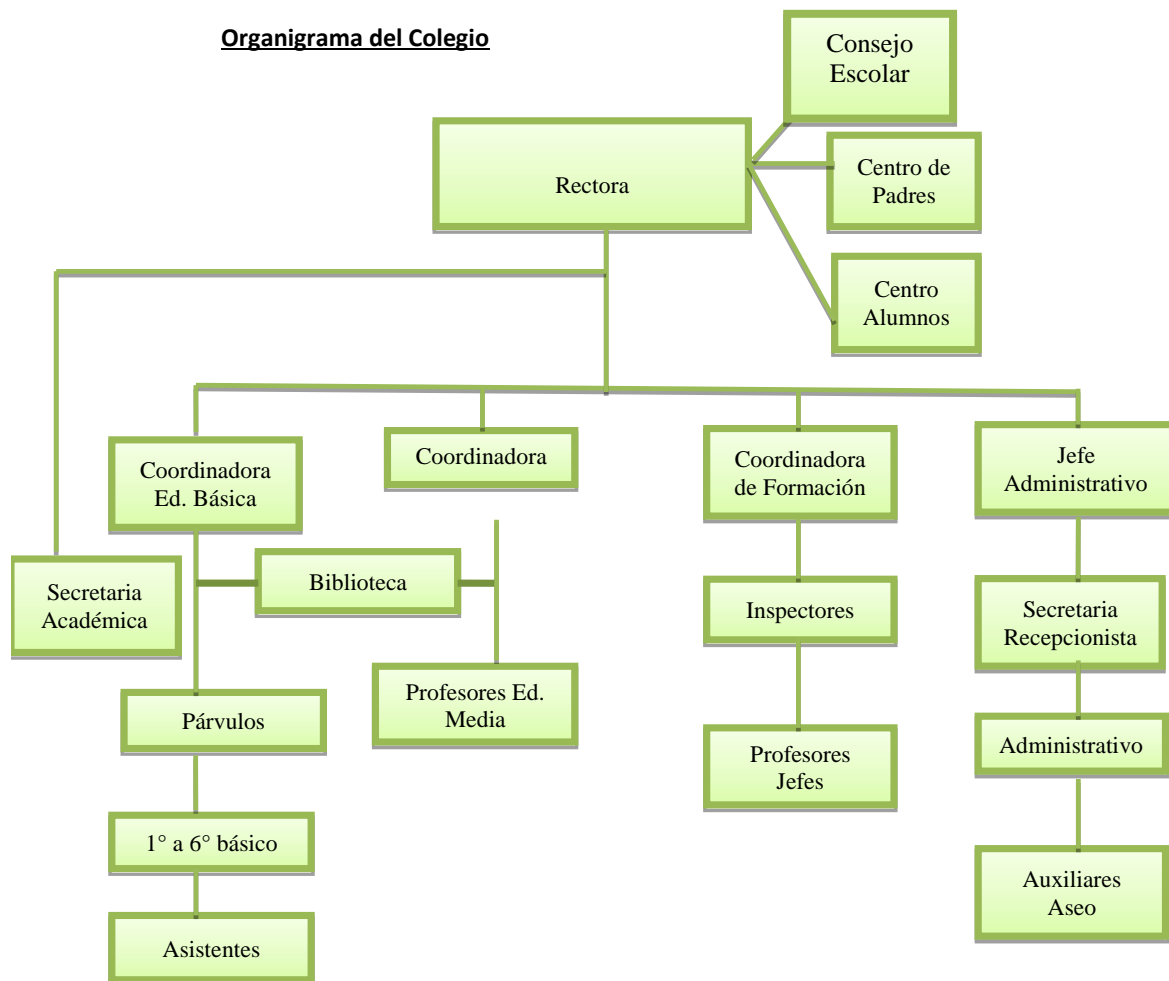 Organigrama del Colegio
Consejo
Escolar
Rectora
Centro de
Padres
Centro
Alumnos
Coordinadora
Ed. Básica
Coordinadora
Coordinadora
de Formación
Jefe
Administrativo
Secretaria
Académica
Biblioteca
Inspectores
Secretaria
Recepcionista
Párvulos
Profesores Ed.
Media
Profesores
Jefes
Administrativo
1° a 6° básico
Auxiliares
Aseo
Asistentes